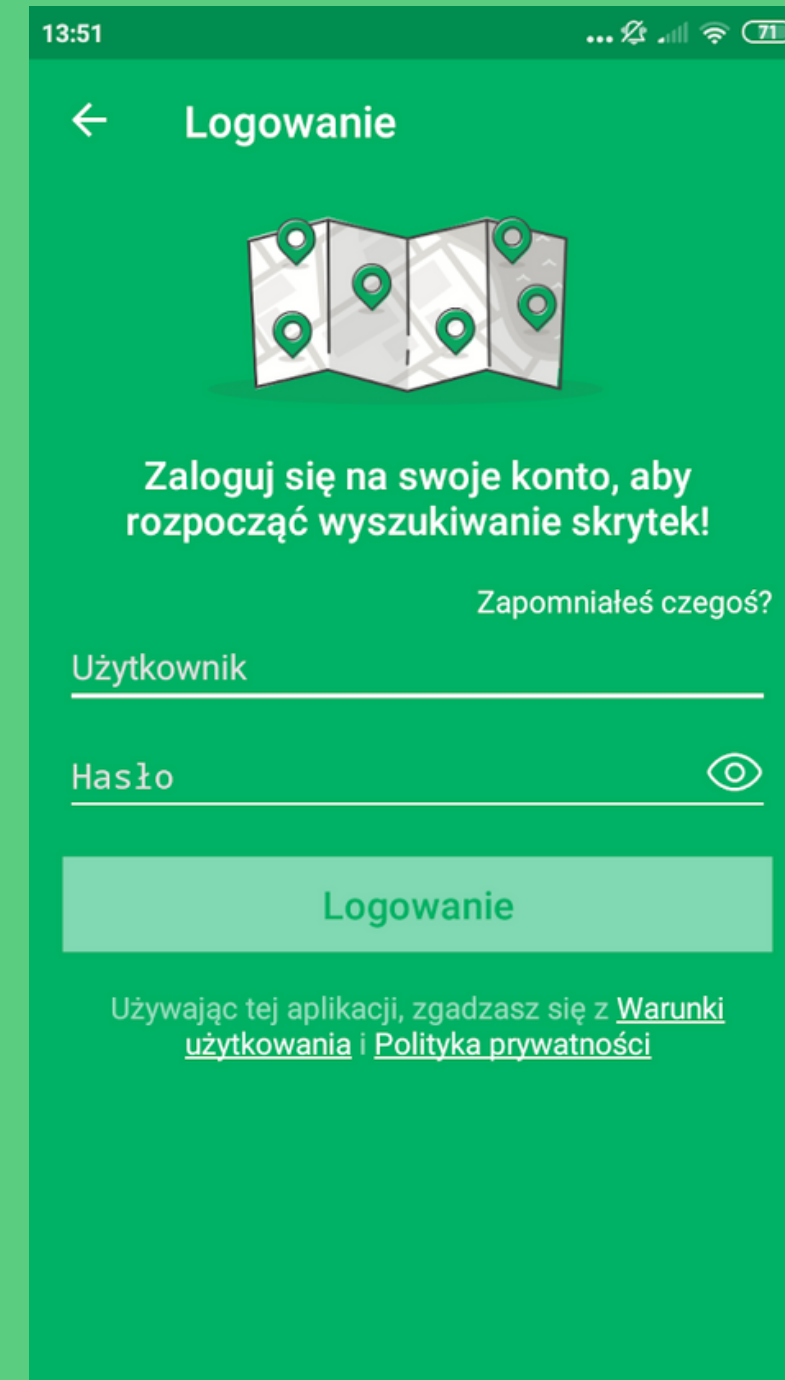 13:51
71
Logowanie
Zaloguj się na swoje konto, aby
rozpocząć wyszukiwanie skrytek!
Zapomniałeś czegoś?
Użytkownik
Hasło
Logowanie
Używając tej aplikacji, zgadzasz się z Warunki
użytkowania i Polityka prywatności